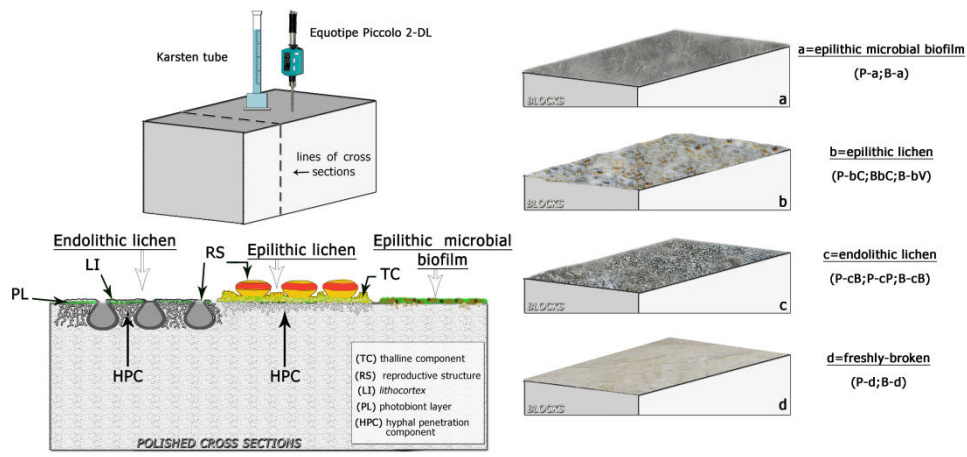 Karsten tube
Equotipe Piccolo 2-DL
lines of cross
sections
Endolithic lichen
LI
PL
HPC
RS
Epilithic lichen
HPC
Epilithic microbial
biofilm
TC
(TC) thalline component
(RS) reproductive structure
(LI) lithocortex
(PL) photobiont layer
(HPC) hyphal penetration
component
POLISHED CROSS SECTIONS
BLOCKS
a
a=epilithic microbial biofilm
(P-a;B-a)
BLOCKS
b
b=epilithic lichen
(P-bC;BbC;B-bV)
BLOCKS
c
c=endolithic lichen
(P-cB;P-cP;B-cB)
BLOCKS
d
d=freshly-broken
(P-d;B-d)